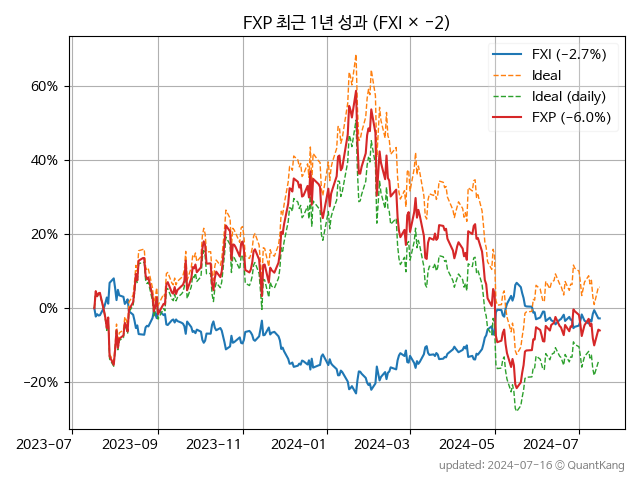 FXP 최근 1년 성과 (FXI × −2)
FXI (−2.7%)
Ideal
Ideal (daily)
FXP (−6.0%)
60%
40%
20%
0%
−20%
2023-07
2023-09
2023-11
2024-01
2024-03
2024-05
2024-07
updated: 2024-07-16 © QuantKang